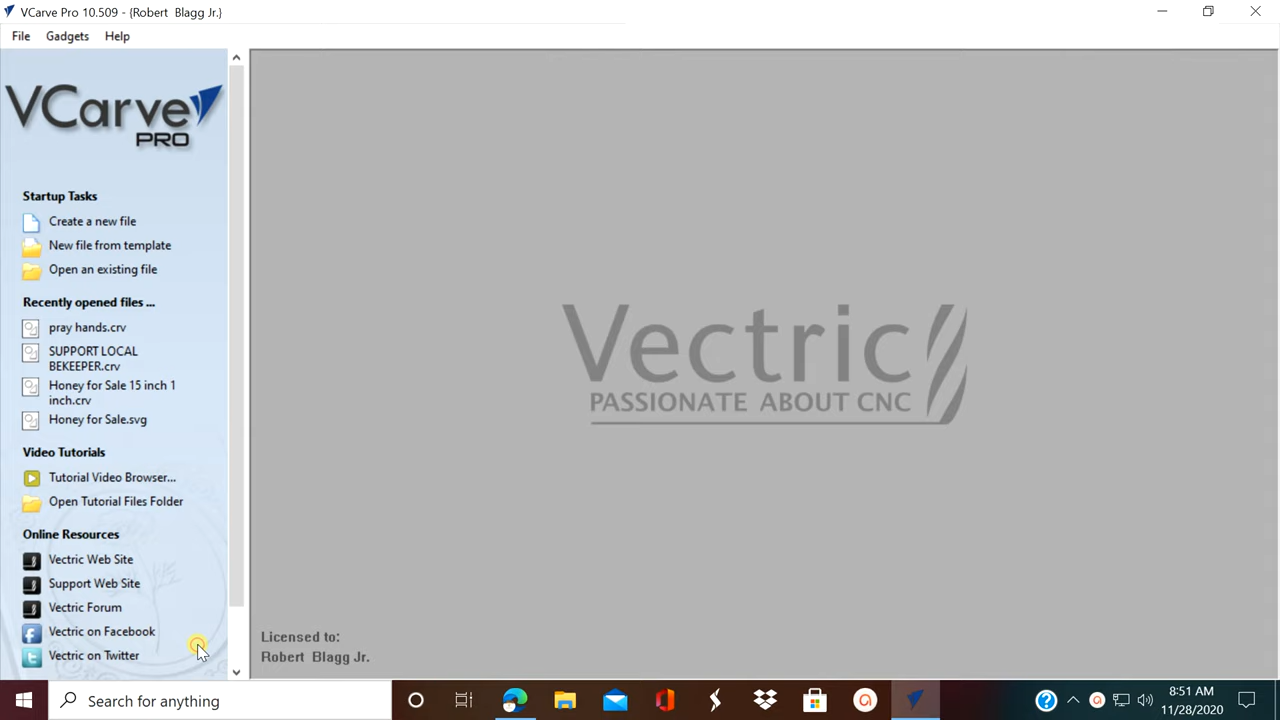 VCarve Pro 10.509 - {Robert  Blagg Jr.}
File
Gadgets
Help
VCarve
PRO
Startup Tasks
Create a new file
New file from template
Open an existing file
Recently opened files ...
pray hands.crv
SUPPORT LOCAL
BEKEEPER.crv
Honey for Sale 15 inch 1
inch.crv
Honey for Sale.svg
Video Tutorials
Tutorial Video Browser...
Open Tutorial Files Folder
Online Resources
Vectric Web Site
Support Web Site
Vectric Forum
Vectric on Facebook
Vectric on Twitter
Vectric
PASSIONATE ABOUT CNC
Licensed to:
Robert  Blagg Jr.
Search for anything
8:51 AM
11/28/2020